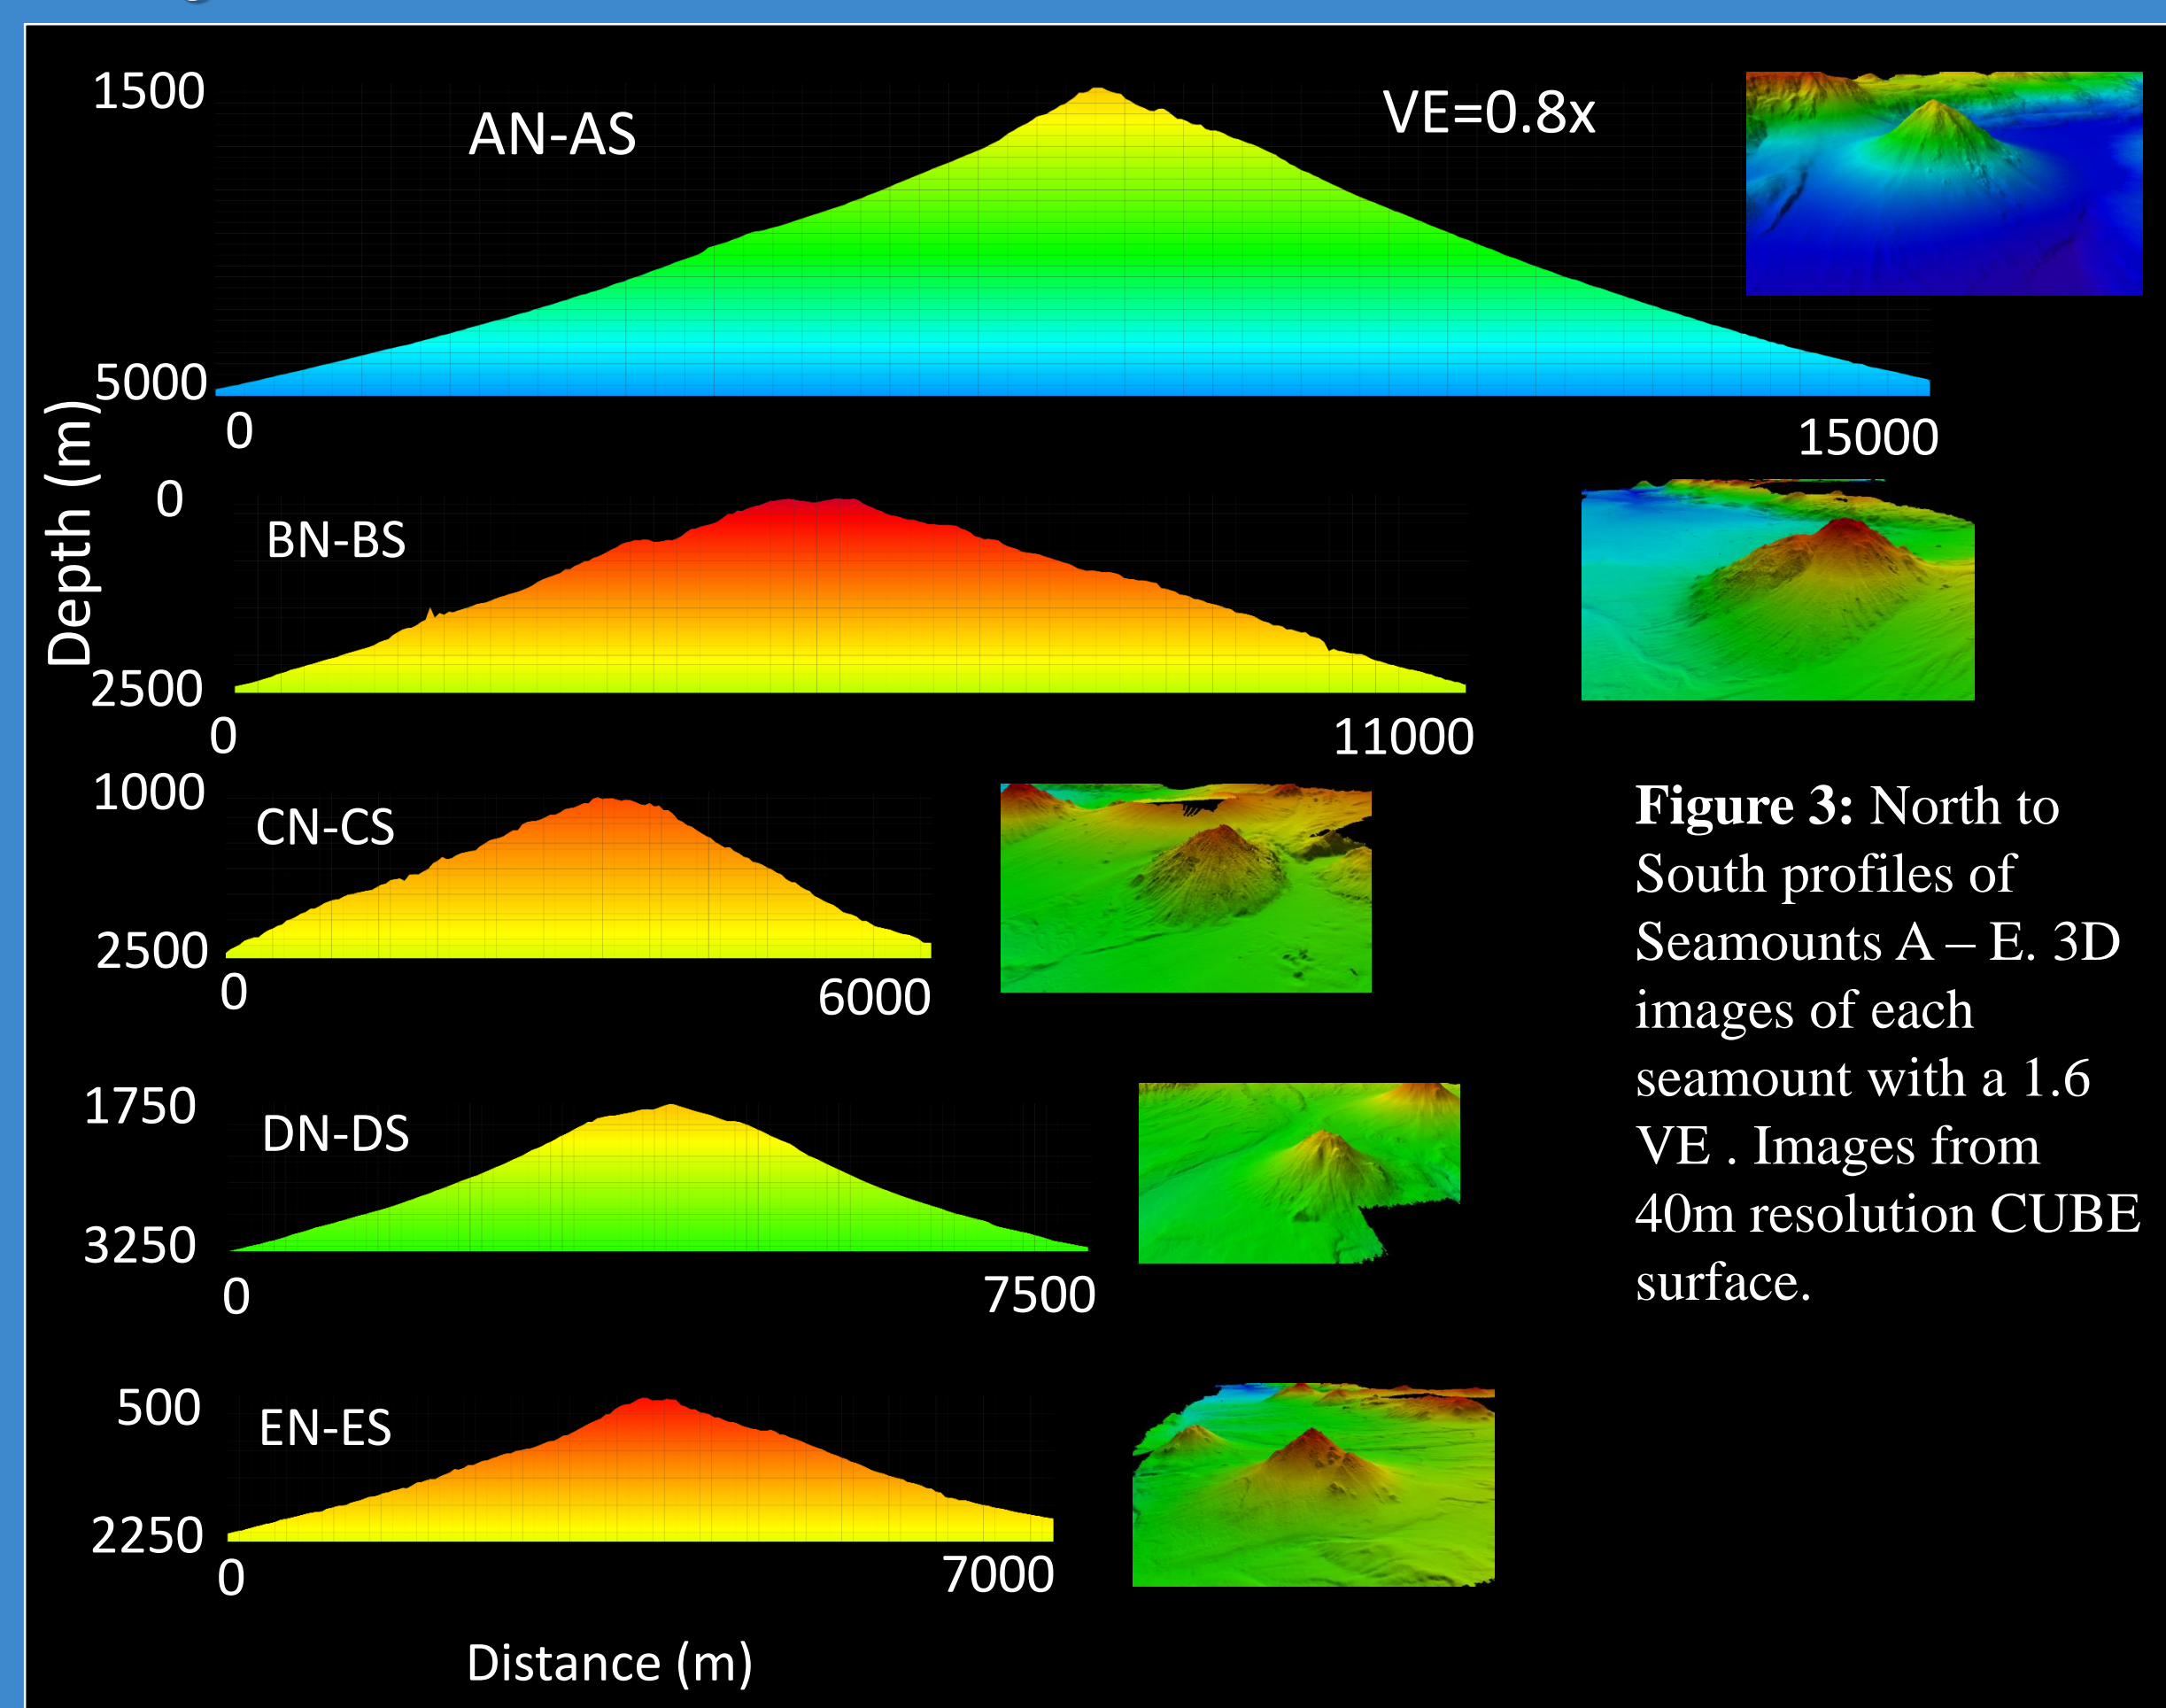 1500
AN-AS
VE=0.8x
5000
0
15000
Depth (m)
0
BN-BS
2500
0
11000
1000
CN-CS
2500
0
6000
Figure 3: North to
South profiles of
Seamounts A – E. 3D
images of each
seamount with a 1.6
VE . Images from
40m resolution CUBE
surface.
1750
DN-DS
3250
0
7500
500
EN-ES
2250
0
7000
Distance (m)